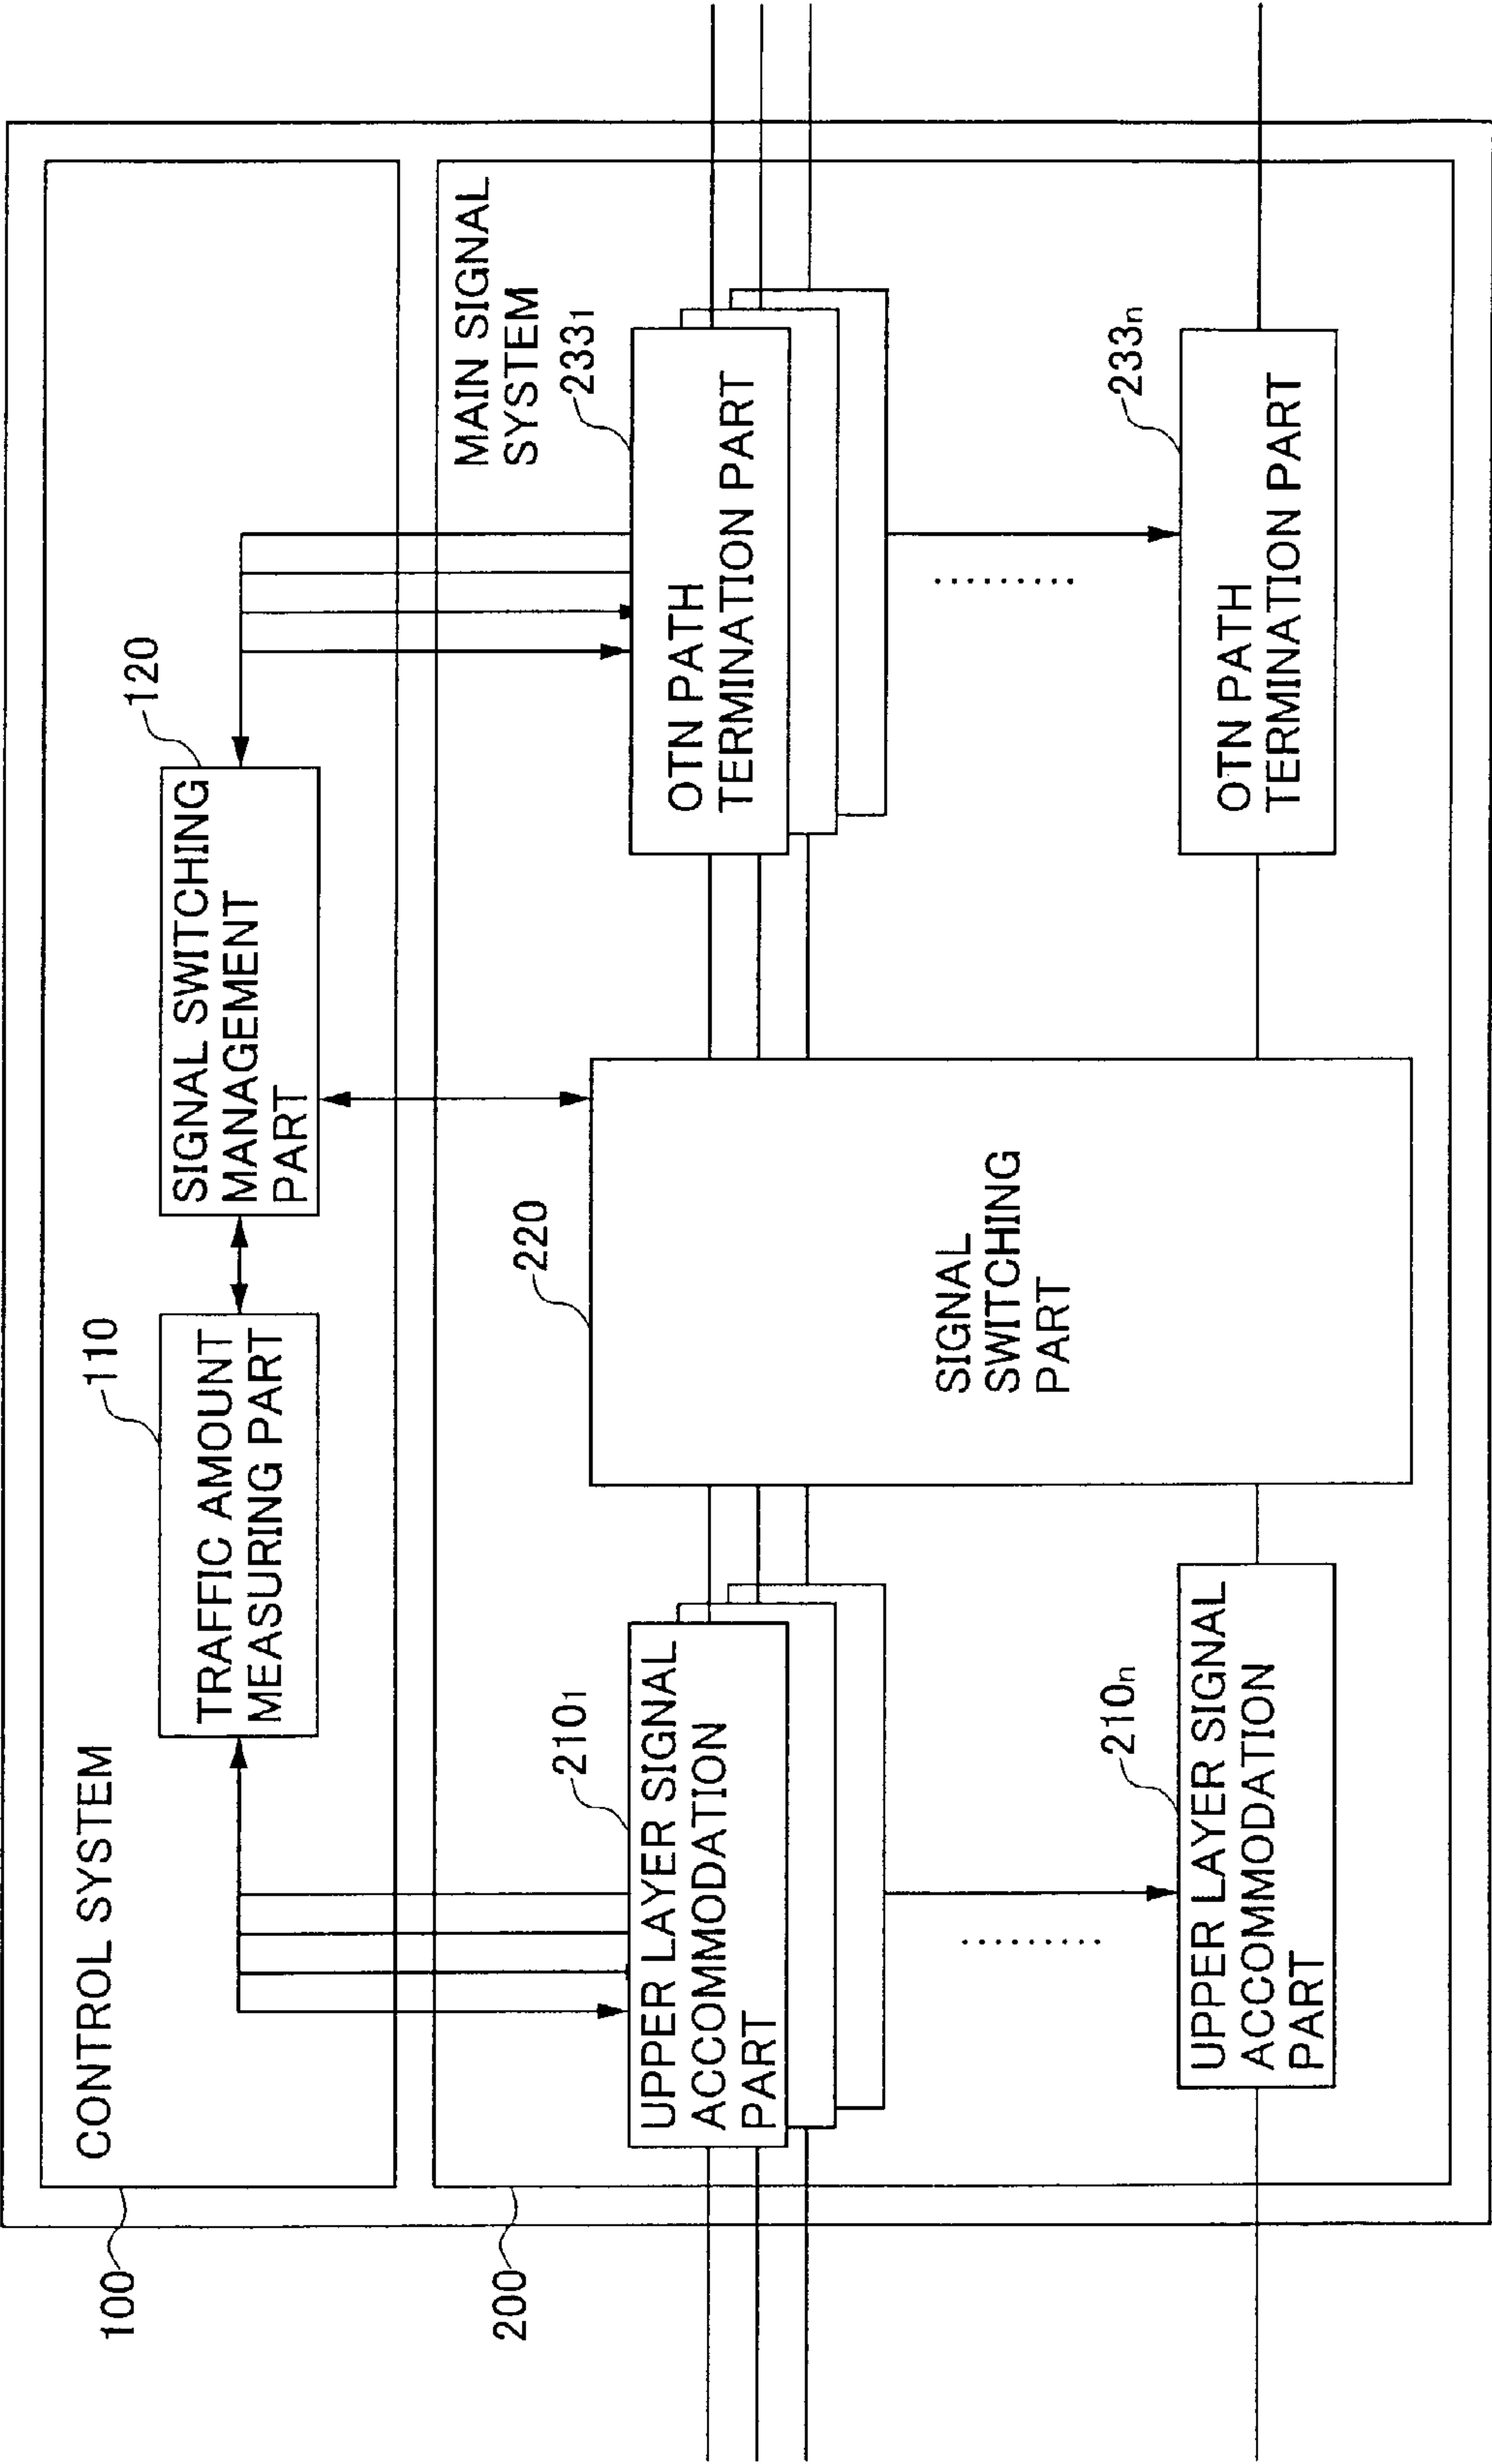 100
CONTROL SYSTEM
110
TRAFFIC AMOUNT
MEASURING PART
120
SIGNAL SWITCHING
MANAGEMENT
PART
200
MAIN SIGNAL
SYSTEM
210₁
UPPER LAYER SIGNAL
ACCOMMODATION
PART
220
SIGNAL
SWITCHING
PART
233₁
OTN PATH
TERMINATION PART
210ₙ
UPPER LAYER SIGNAL
ACCOMMODATION
PART
233ₙ
OTN PATH
TERMINATION PART